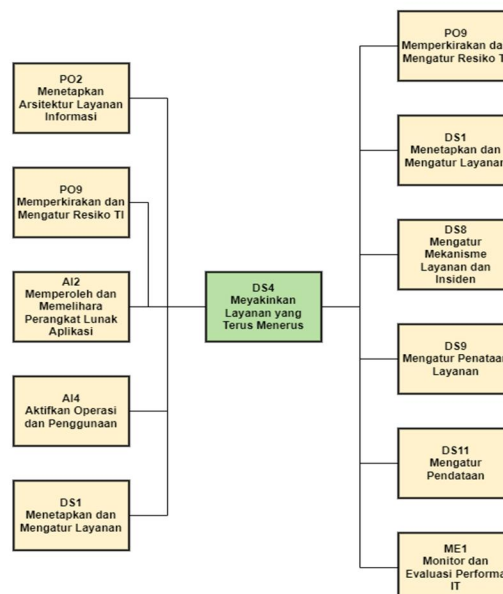 PO2
Menetapkan
Arsitektur Layanan
Informasi
PO9
Memperkirakan dan
Mengatur Resiko TI
AI2
Memperoleh dan
Memelihara
Perangkat Lunak
Aplikasi
AI4
Aktifkan Operasi
dan Penggunaan
DS1
Menetapkan dan
Mengatur Layanan
DS4
Meyakinkan
Layanan yang
Terus Menerus
PO9
Memperkirakan da
Mengatur Resiko T
DS1
Menetapkan dan
Mengatur Layanan
DS8
Mengatur
Mekanisme
Layanan dan
Insiden
DS9
Mengatur Penataan
Layanan
DS11
Mengatur
Pendataan
ME1
Monitor dan
Evaluasi Performa
IT